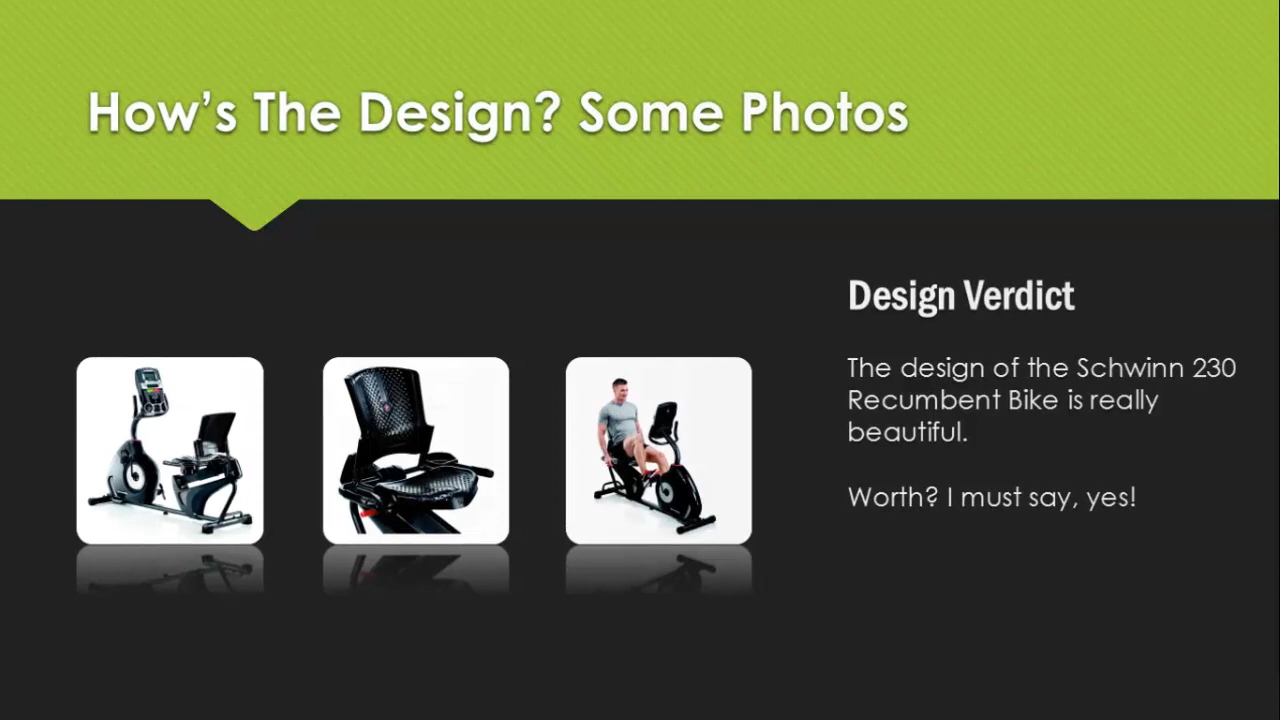 How's The Design? Some Photos
Design Verdict
The design of the Schwinn 230
Recumbent Bike is really
beautiful.
Worth? I must say, yes!